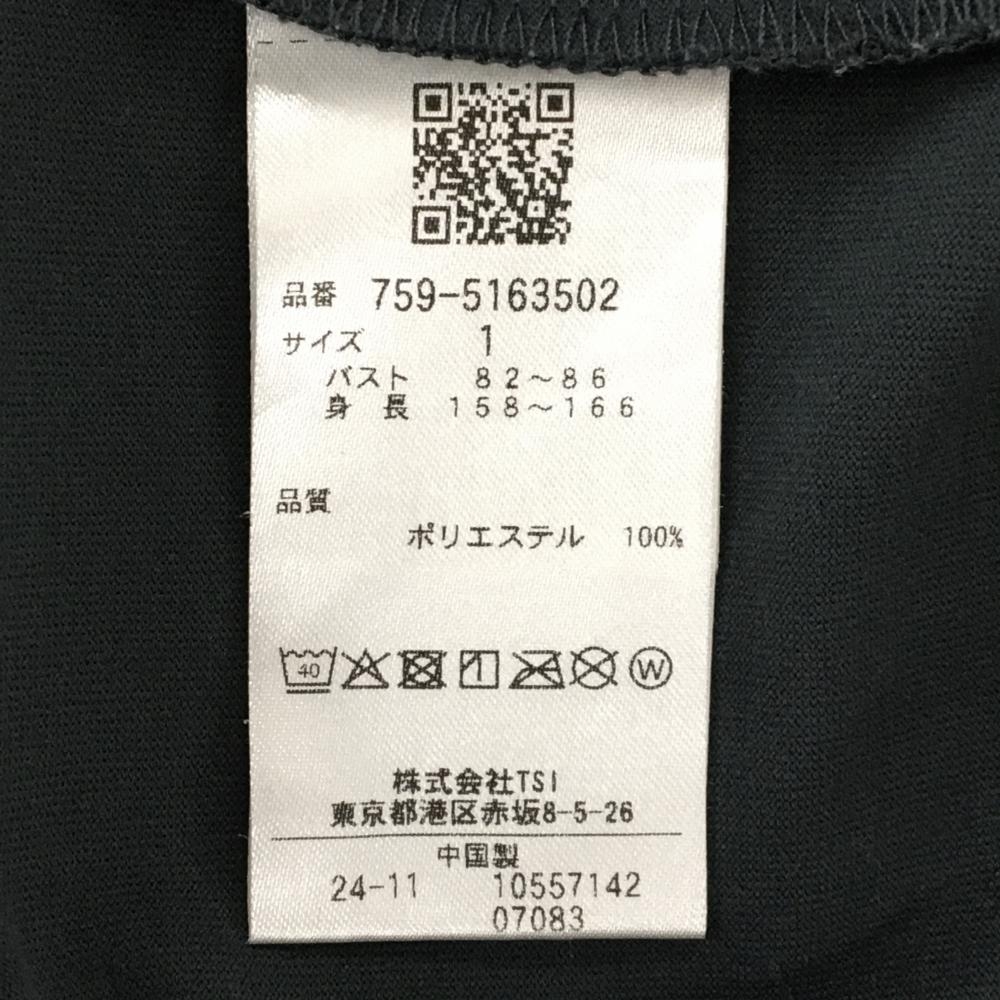 品番 759-5163502
サイズ 1
バスト 82～86
身長 158～166
品質
ポリエステル 100%
40 W
株式会社TSI
東京都港区赤坂8-5-26
中国製
24-11 10557142
07083